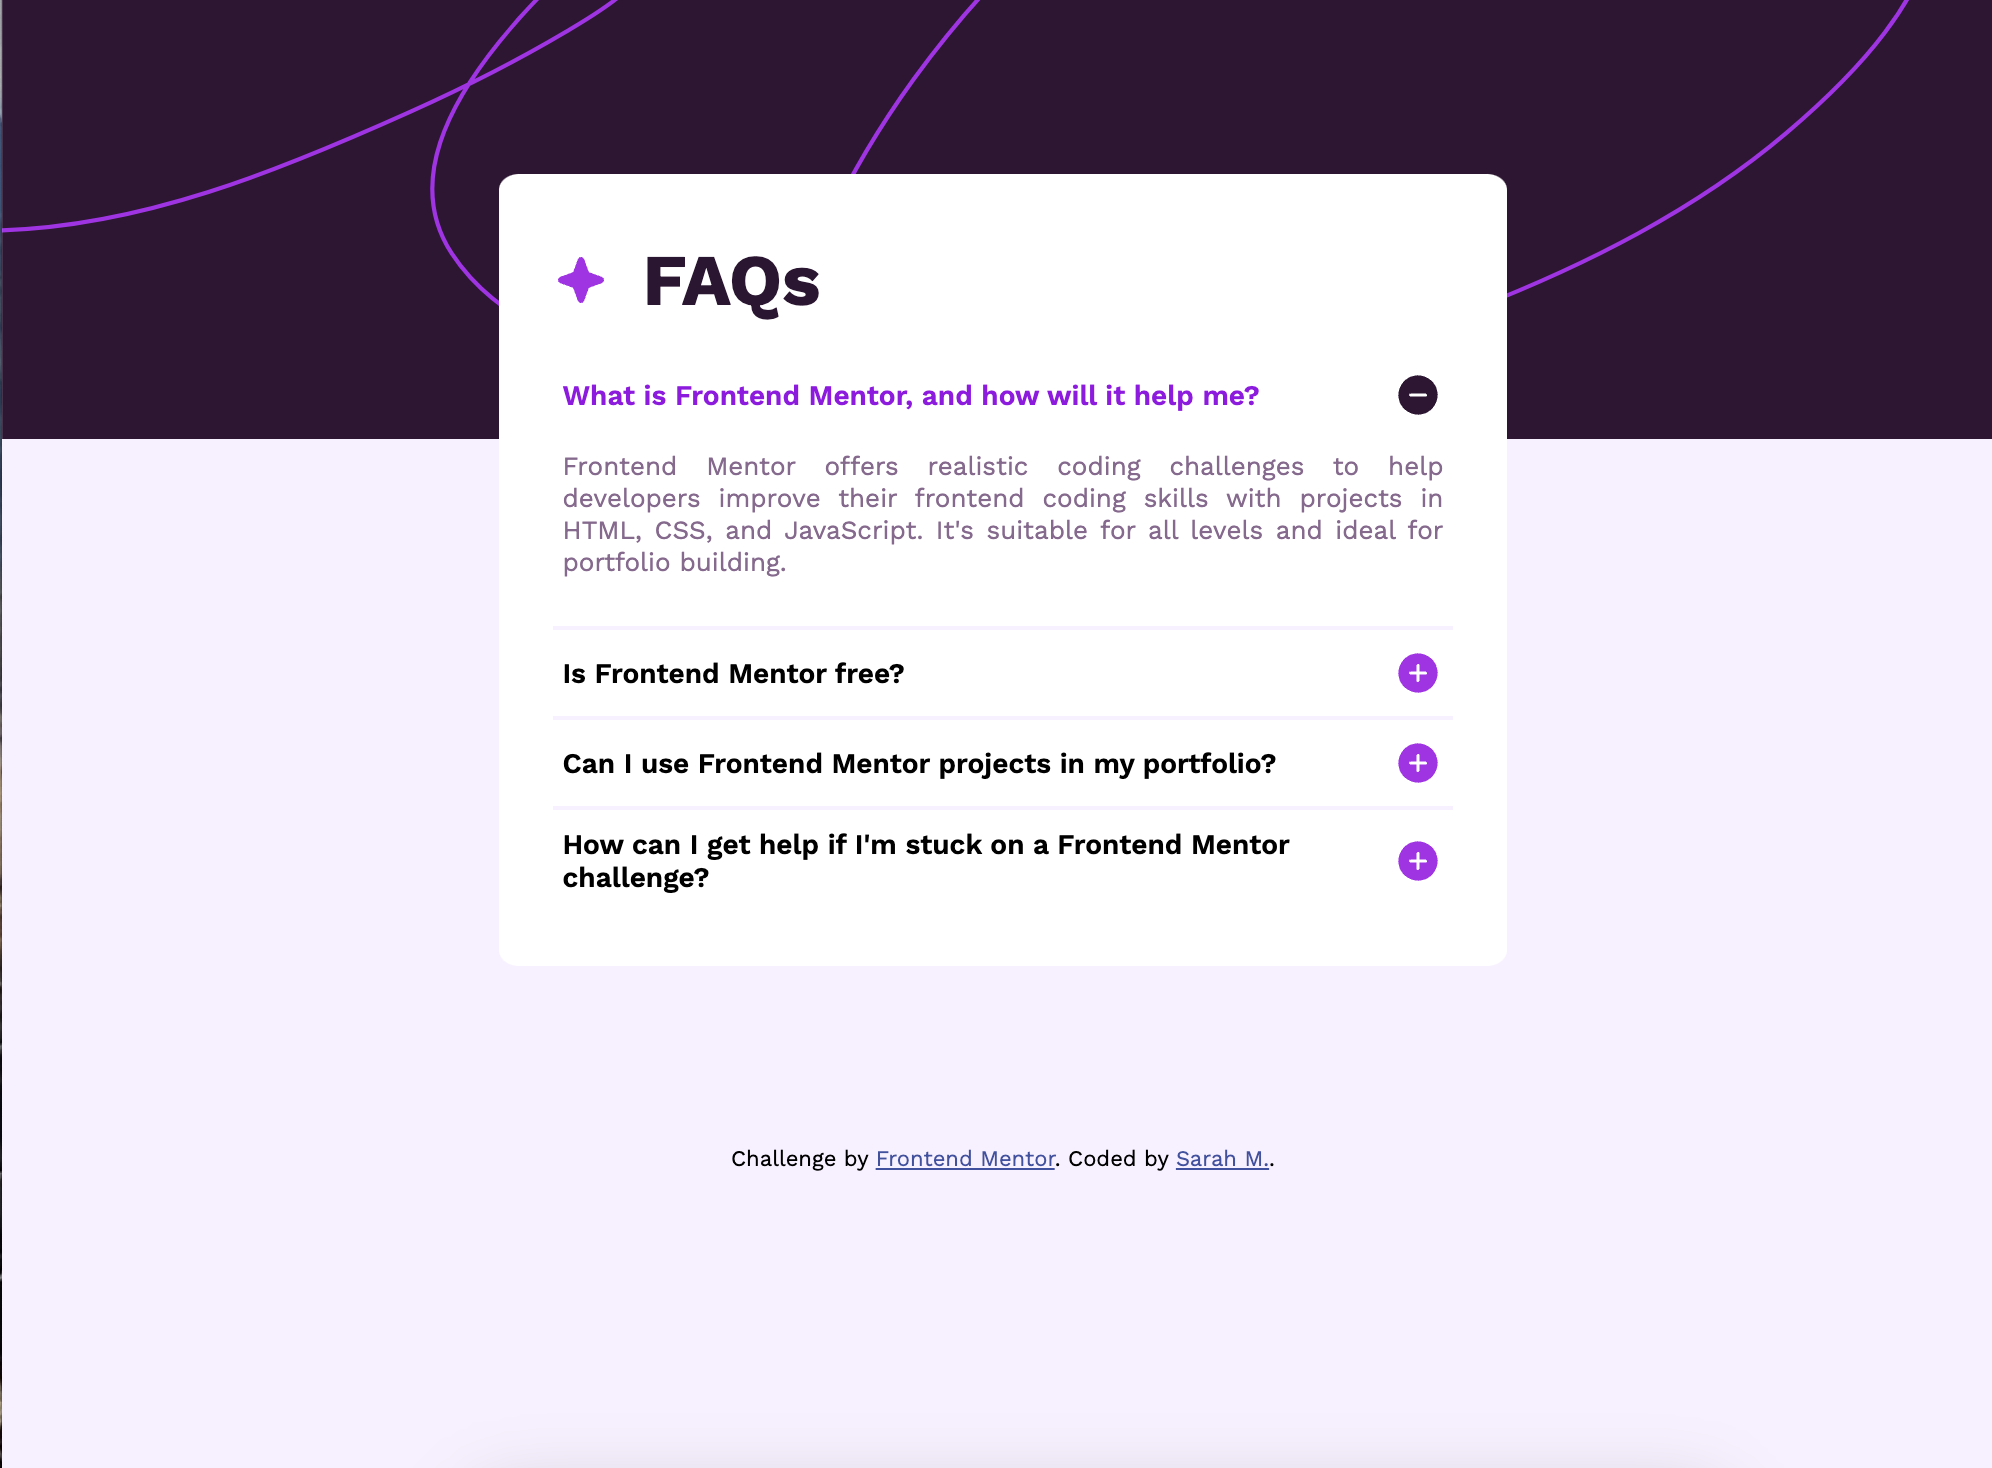 FAQs
What is Frontend Mentor, and how will it help me?
Frontend Mentor offers realistic coding challenges to help
developers improve their frontend coding skills with projects in
HTML, CSS, and JavaScript. It's suitable for all levels and ideal for
portfolio building.
Is Frontend Mentor free?
Can I use Frontend Mentor projects in my portfolio?
How can I get help if I'm stuck on a Frontend Mentor
challenge?
Challenge by Frontend Mentor. Coded by Sarah M..